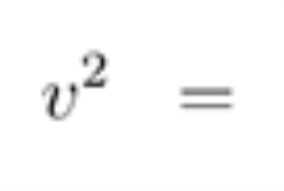 v² =